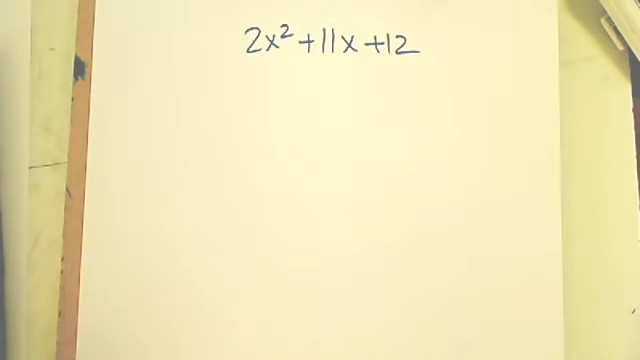 2x² + 11x + 12